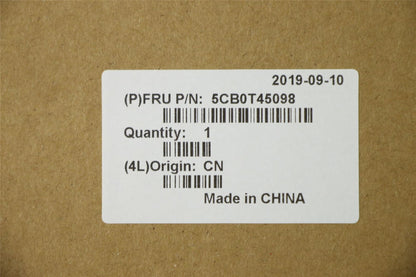 2019-09-10
(P)FRU P/N: 5CB0T45098
Quantity: 1
(4L)Origin: CN
Made in CHINA